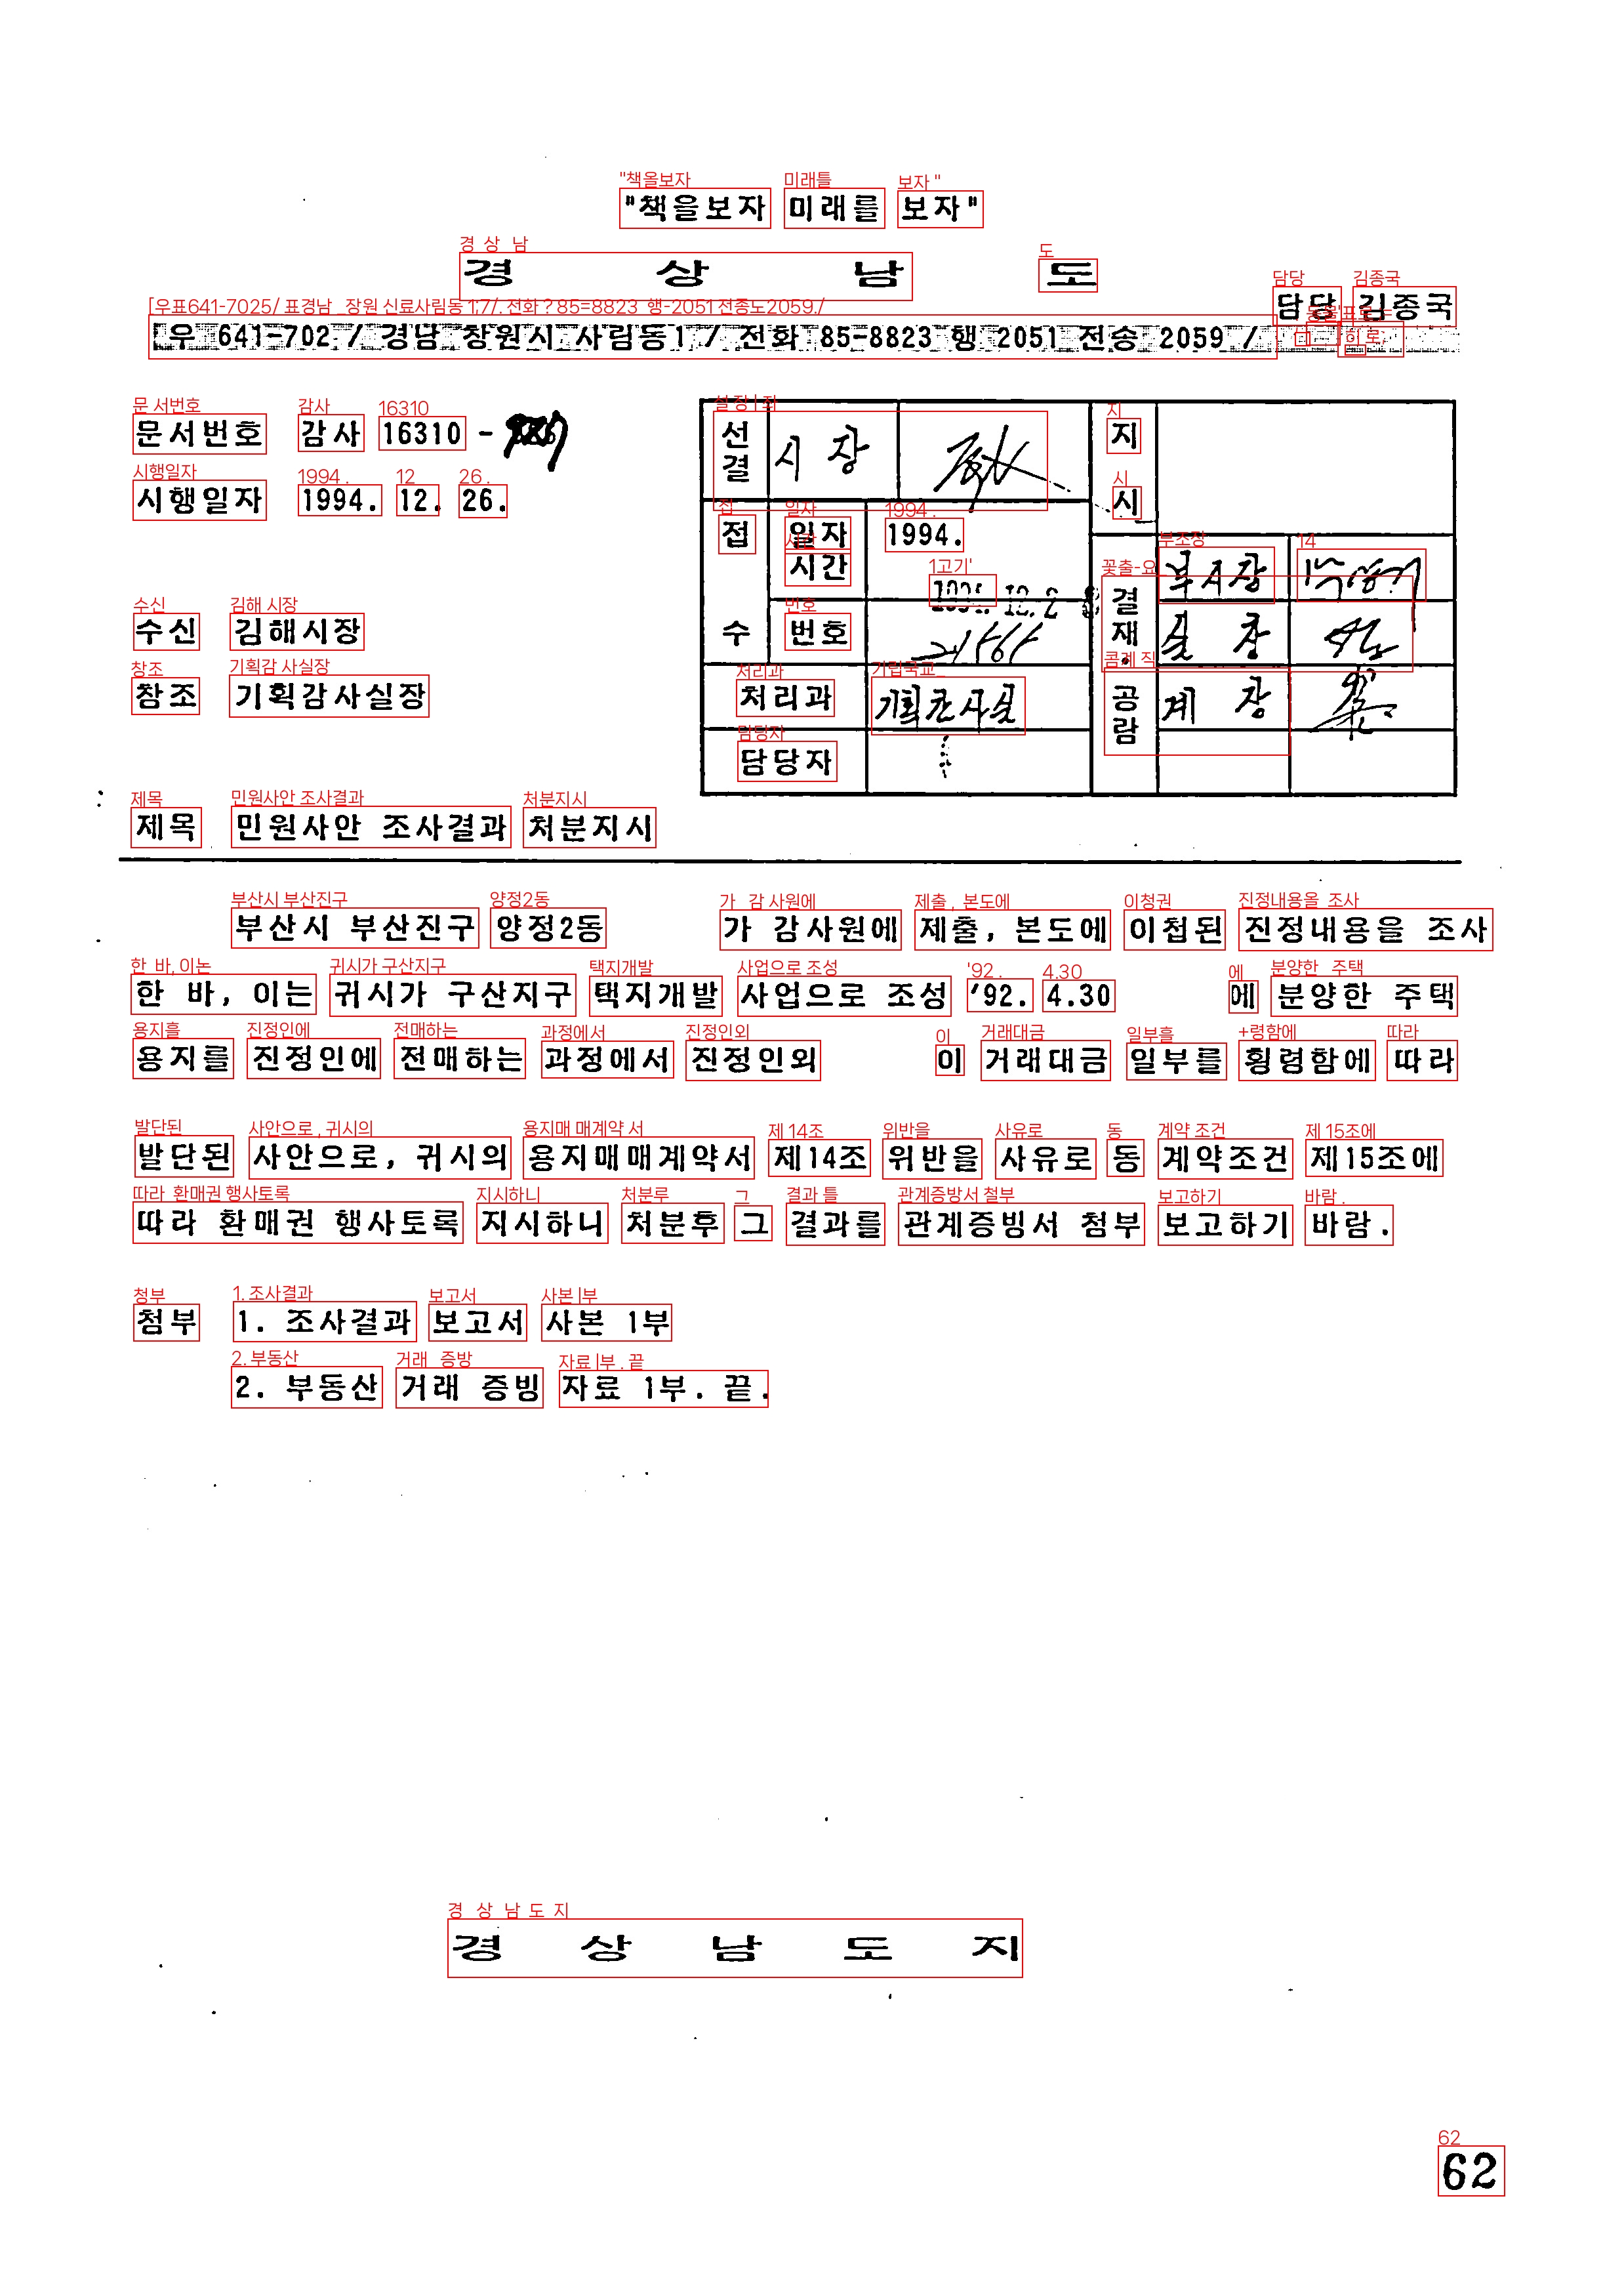 "책을보자 미래를 보자"
경 상 남 도
담당 김종국
우 641-702 / 경남 창원시 사림동 1 / 전화 85-8823 행 2051 전송 2059 /
문서번호 감사 16310 -
시행일자 1994. 12. 26.
수신 김해시장
참조 기획감사실장
선결 시장
지시
접수 일자 시간 1994.
번호
처리과
담당자
결재. 공람
부시장
실장
계장
제목 민원사안 조사결과 처분지시
부산시 부산진구 양정2동 가 감사원에 제출, 본도에 이첩된 진정내용을 조사
한 바, 이는 귀시가 구산지구 택지개발 사업으로 조성 '92. 4.30 에 분양한 주택
용지를 진정인에 전매하는 과정에서 진정인외 이 거래대금 일부를 횡령함에 따라
발단된 사안으로, 귀시의 용지매매계약서 제14조 위반을 사유로 동 계약조건 제15조에
따라 환매권 행사토록 지시하니 처분후 그 결과를 관계증빙서 첨부 보고하기 바람.
첨부 1. 조사결과 보고서 사본 1부
2. 부동산 거래 증빙 자료 1부. 끝.
경 상 남 도 지
62